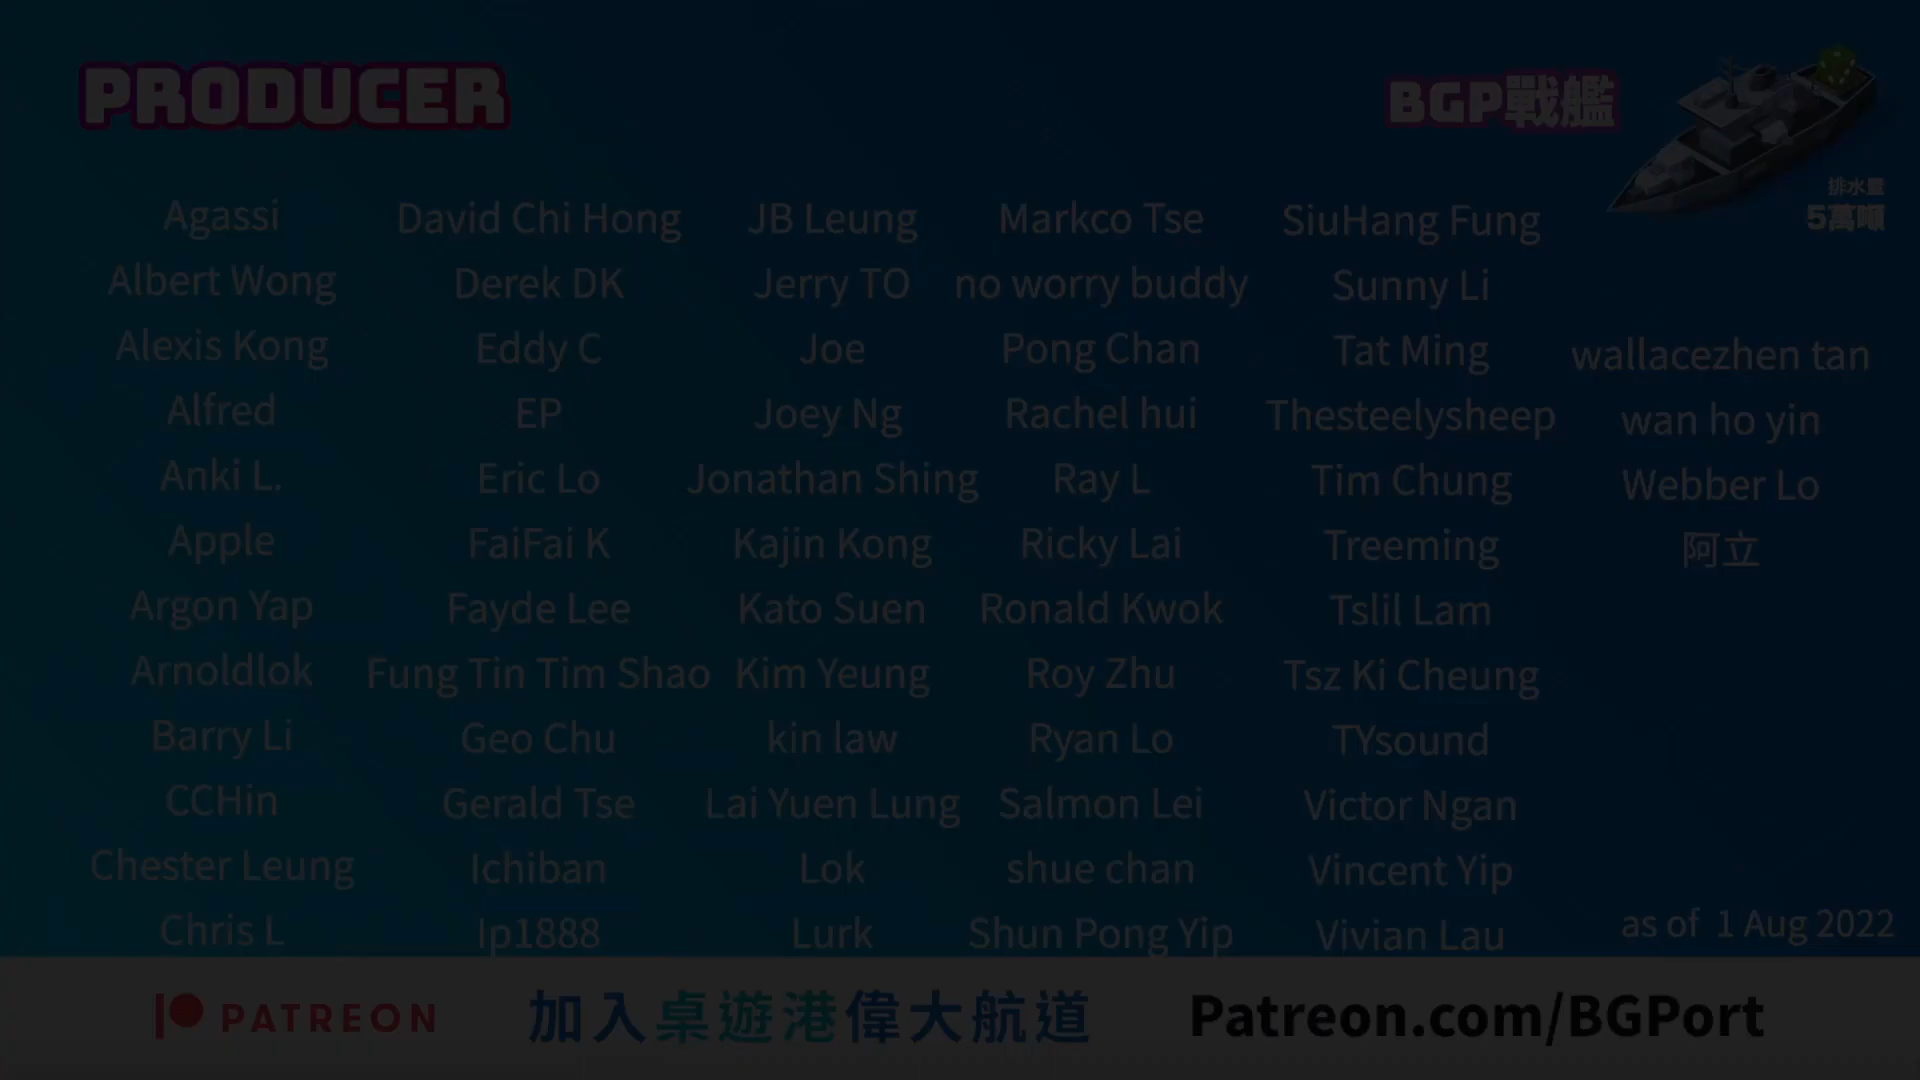 PRODUCER
BGP戰艦
排水量
5萬噸
Agassi
Albert Wong
Alexis Kong
Alfred
Anki L.
Apple
Argon Yap
Arnoldlok
Barry Li
CCHin
Chester Leung
Chris L
David Chi Hong
Derek DK
Eddy C
EP
Eric Lo
FaiFai K
Fayde Lee
Fung Tin Tim Shao
Geo Chu
Gerald Tse
Ichiban
Ip1888
JB Leung
Jerry TO
Joe
Joey Ng
Jonathan Shing
Kajin Kong
Kato Suen
Kim Yeung
kin law
Lai Yuen Lung
Lok
Lurk
Markco Tse
no worry buddy
Pong Chan
Rachel hui
Ray L
Ricky Lai
Ronald Kwok
Roy Zhu
Ryan Lo
Salmon Lei
shue chan
Shun Pong Yip
SiuHang Fung
Sunny Li
Tat Ming
Thesteelysheep
Tim Chung
Treeming
Tslil Lam
Tsz Ki Cheung
TYsound
Victor Ngan
Vincent Yip
Vivian Lau
wallacezhen tan
wan ho yin
Webber Lo
阿立
as of 1 Aug 2022
PATREON
加入桌遊港偉大航道
Patreon.com/BGPort